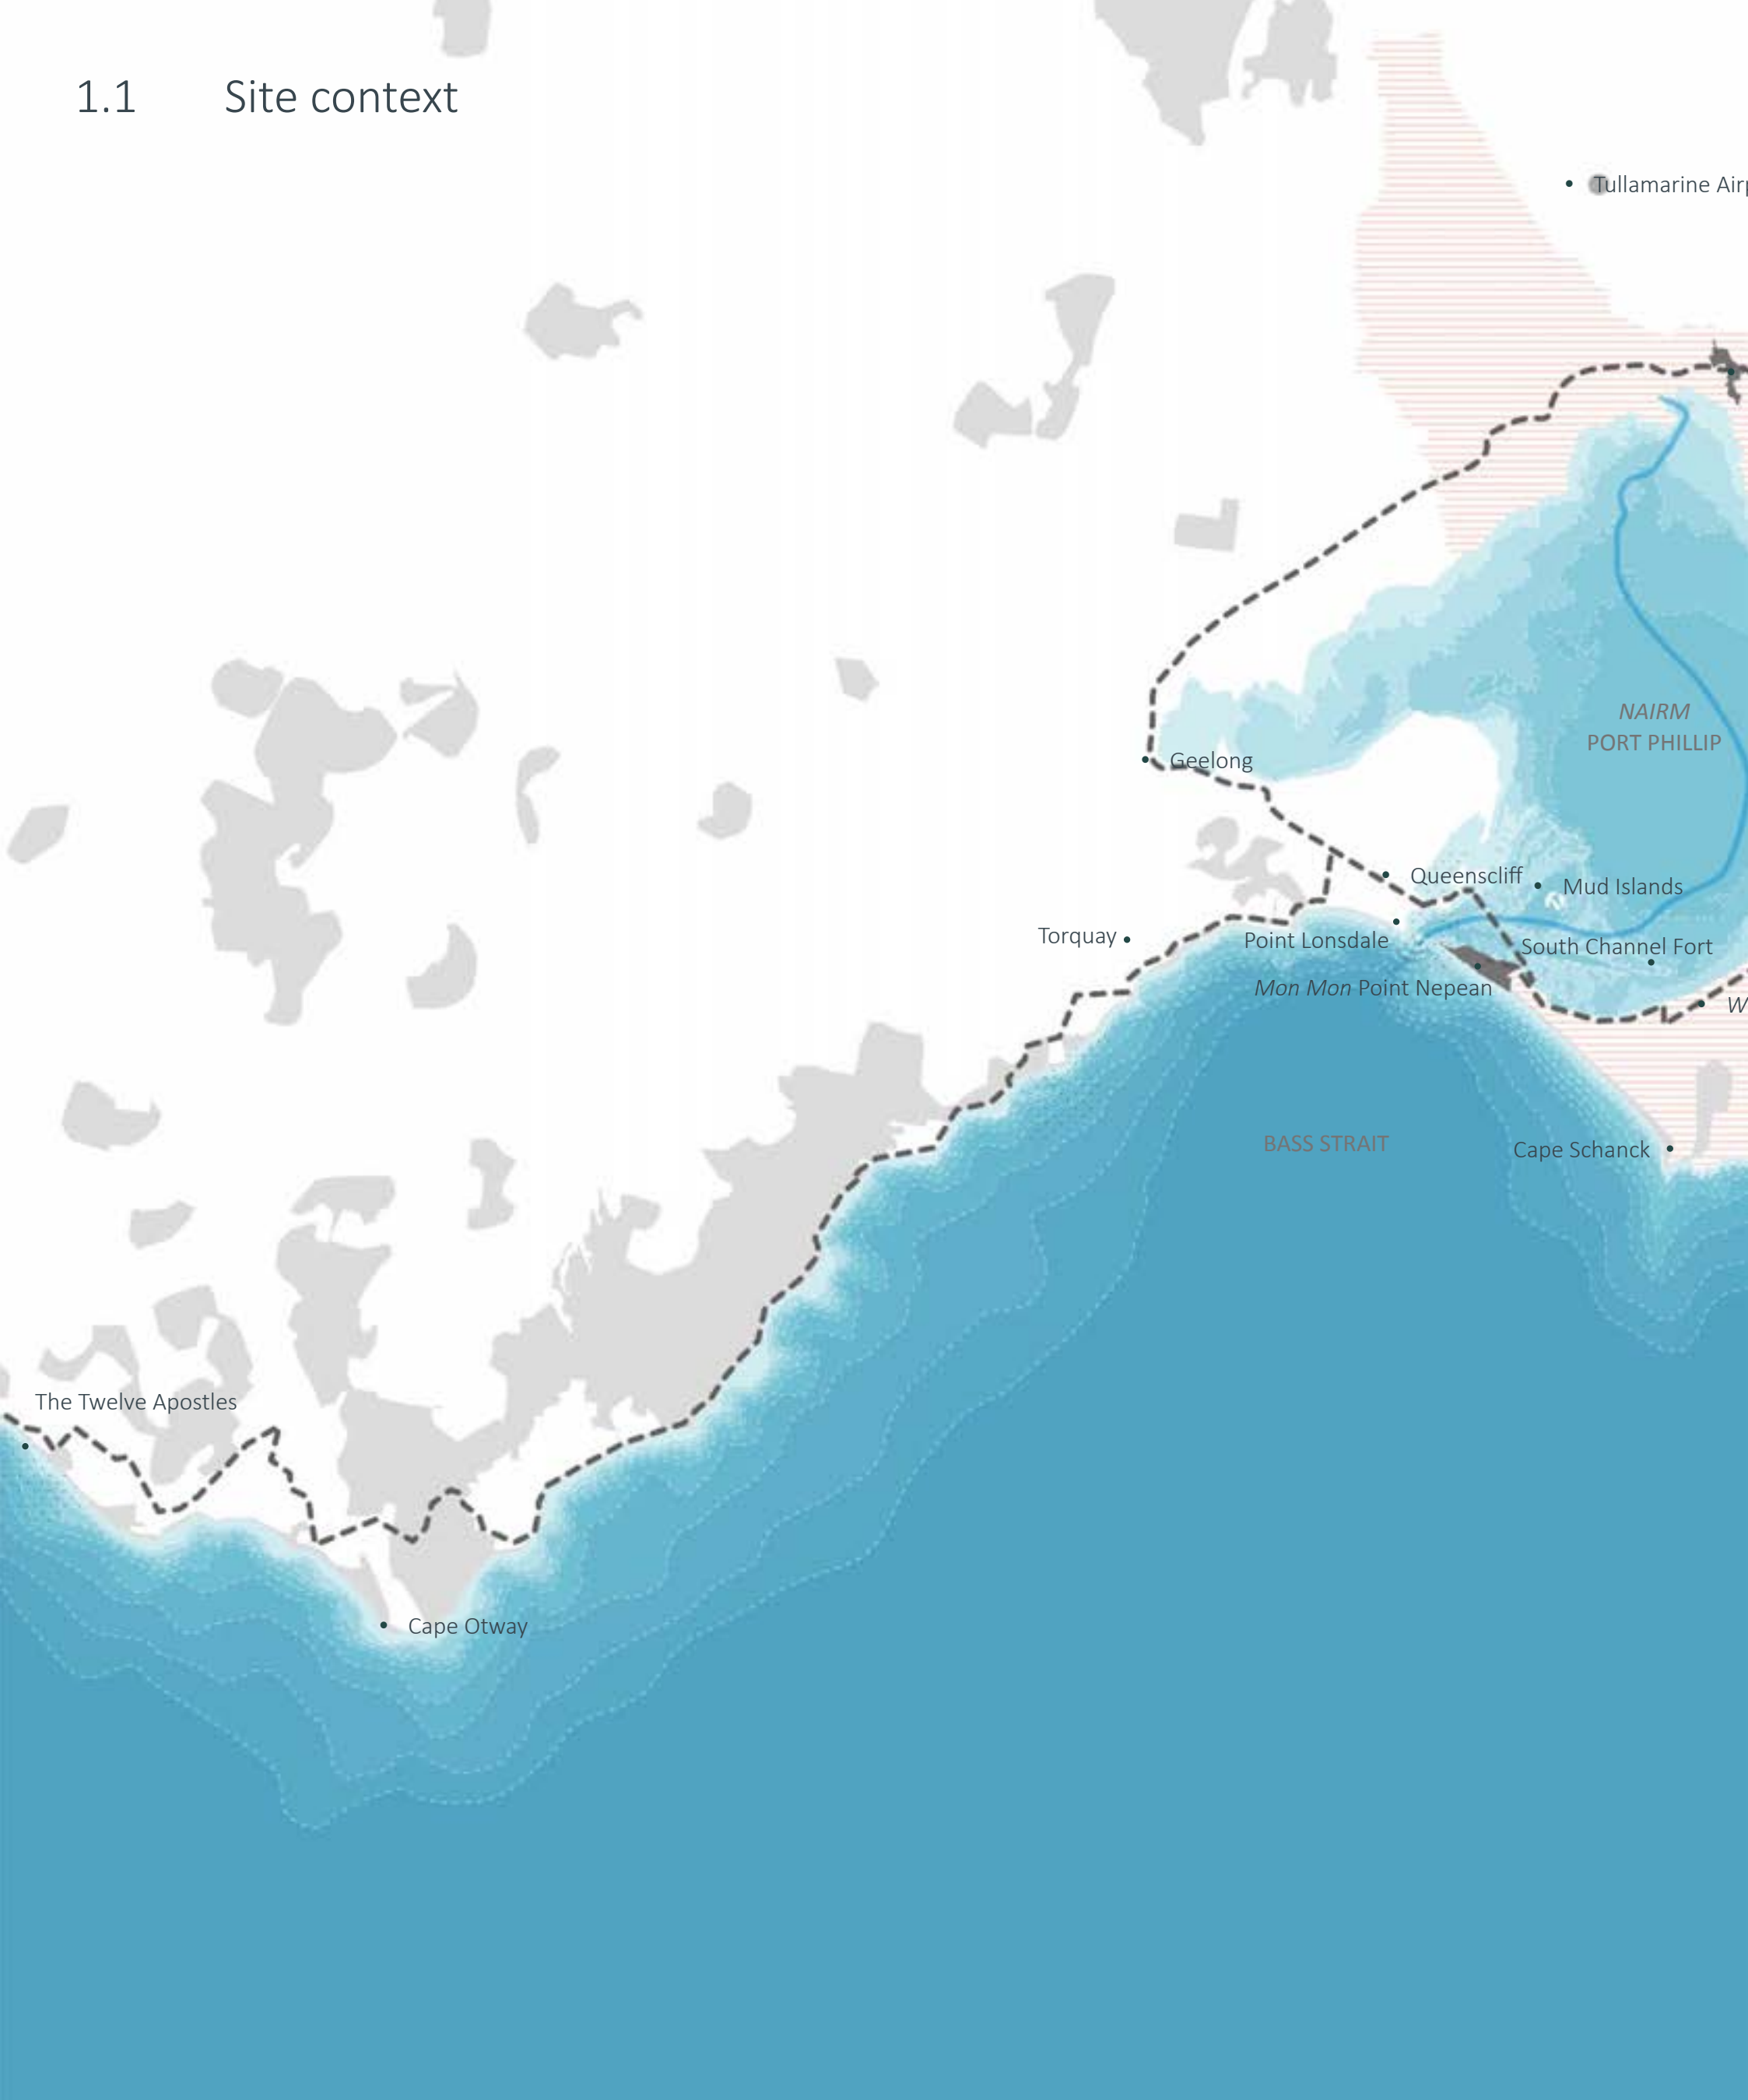 1.1 Site context
Tullamarine
NAIRM
PORT PHILLIP
Geelong
Queenscliff
Mud Islands
Torquay
Point Lonsdale
South Channel Fort
Mon Mon Point Nepean
BASS STRAIT
Cape Schanck
The Twelve Apostles
Cape Otway